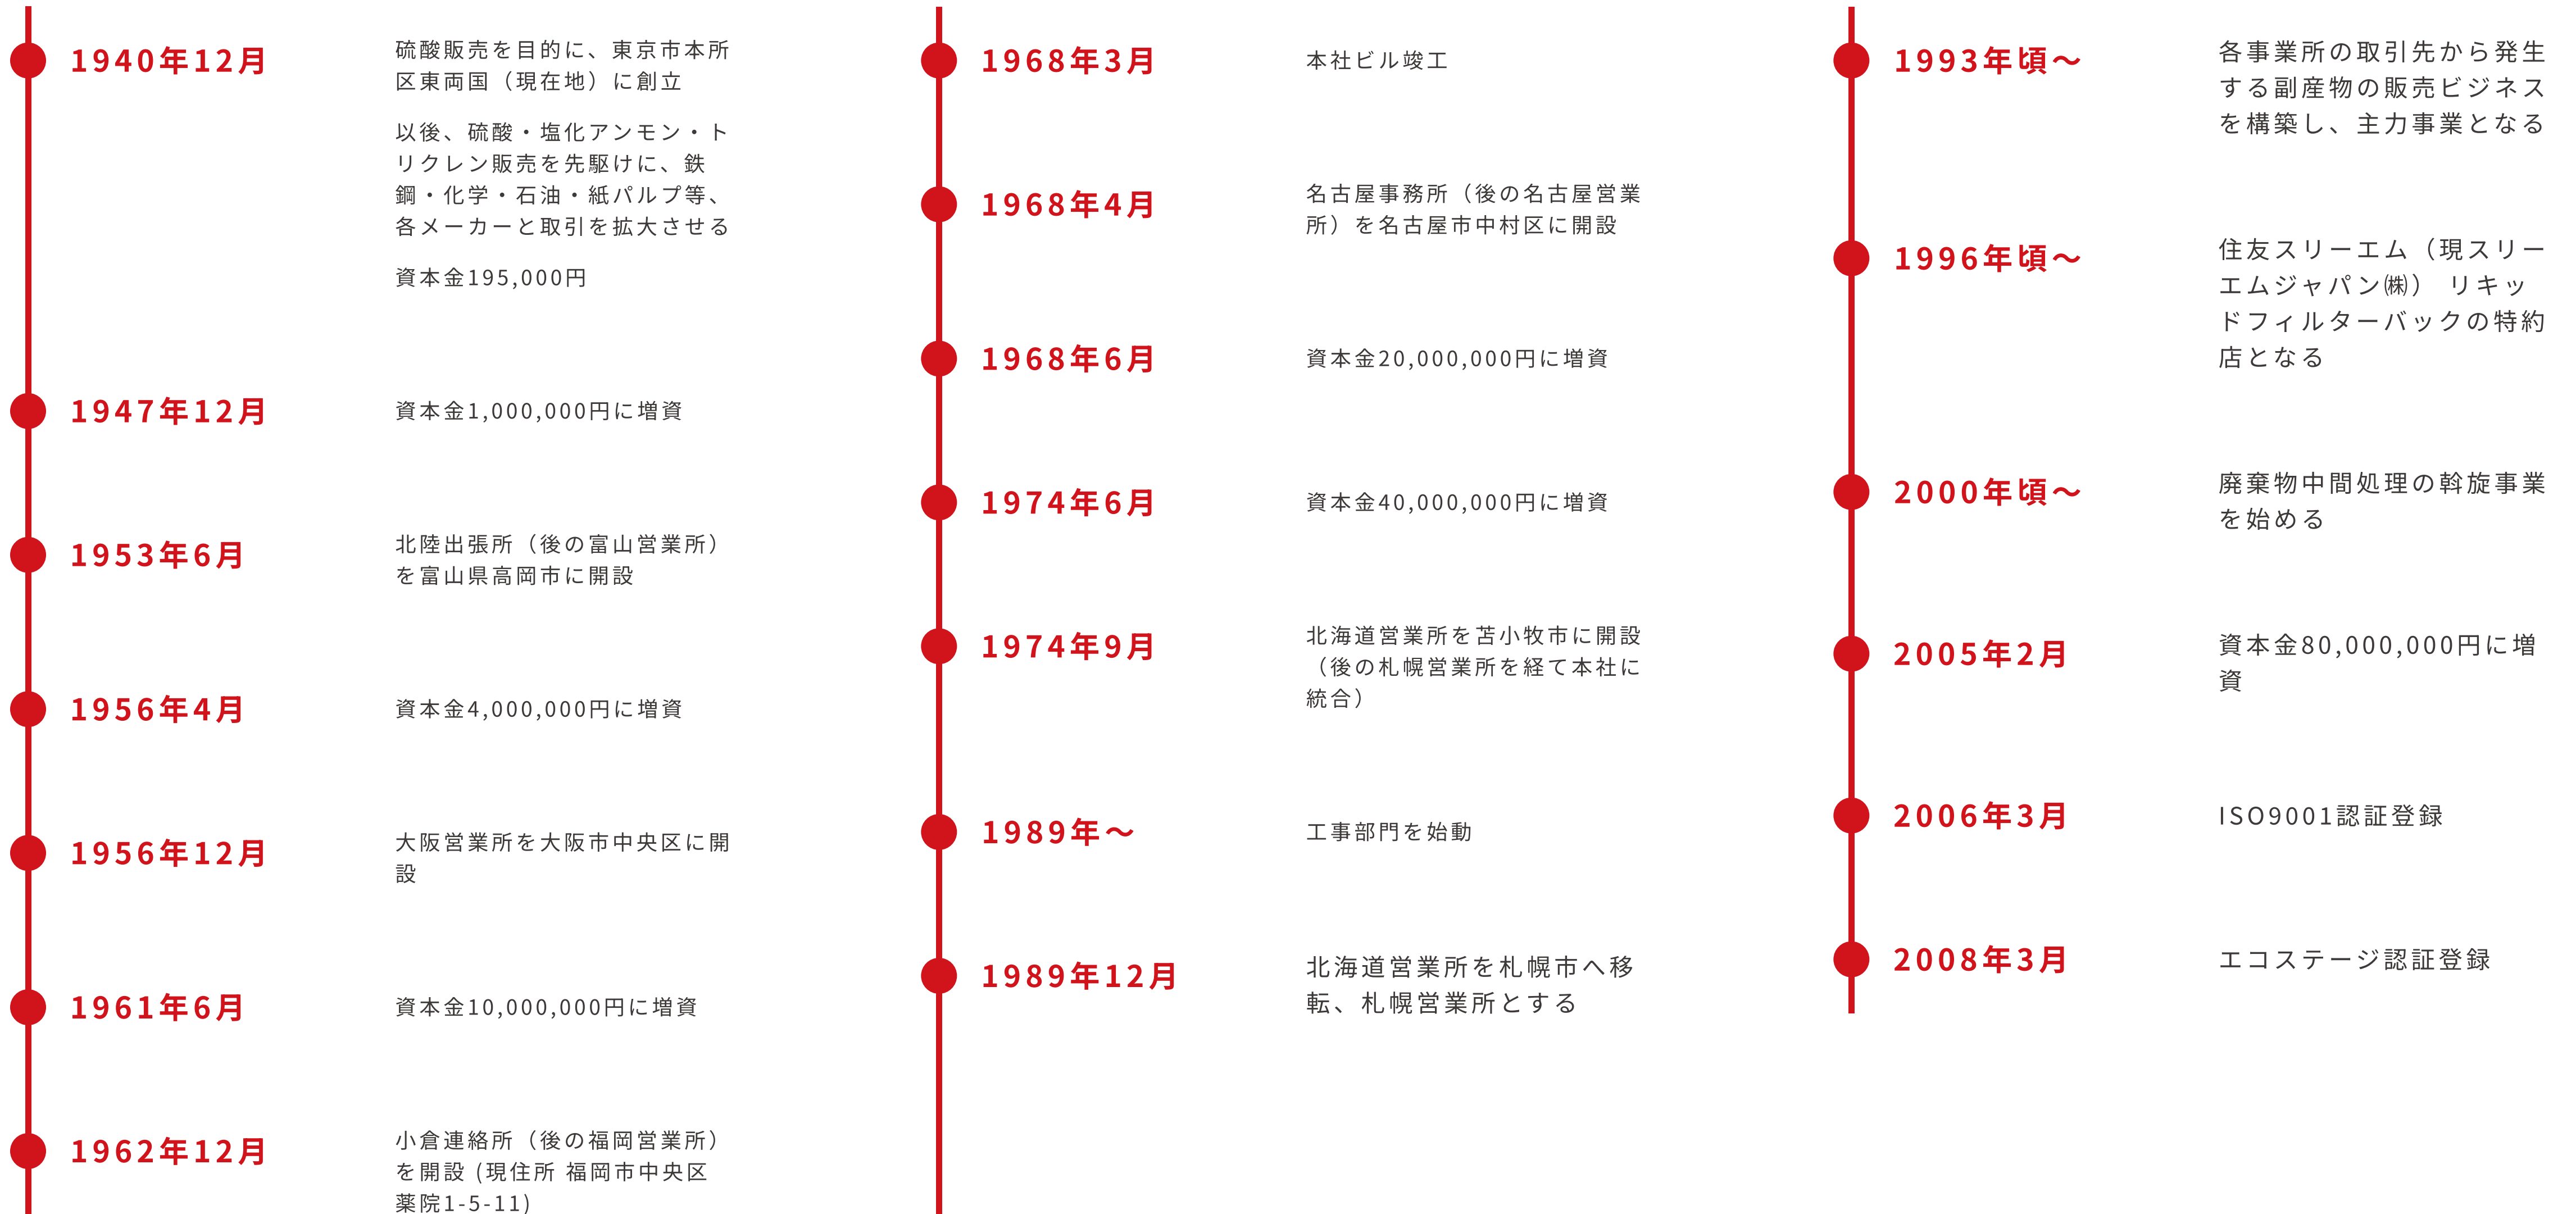 1940年12月
硫酸販売を目的に、東京市本所
区東両国（現在地）に創立
以後、硫酸・塩化アンモン・ト
リクレン販売を先駆けに、鉄
鋼・化学・石油・紙パルプ等、
各メーカーと取引を拡大させる
資本金195,000円
1947年12月
資本金1,000,000円に増資
1953年6月
北陸出張所（後の富山営業所）
を富山県高岡市に開設
1956年4月
資本金4,000,000円に増資
1956年12月
大阪営業所を大阪市中央区に開
設
1961年6月
資本金10,000,000円に増資
1962年12月
小倉連絡所（後の福岡営業所）
を開設 (現住所 福岡市中央区
薬院1-5-11)
1968年3月
本社ビル竣工
1968年4月
名古屋事務所（後の名古屋営業
所）を名古屋市中村区に開設
1968年6月
資本金20,000,000円に増資
1974年6月
資本金40,000,000円に増資
1974年9月
北海道営業所を苫小牧市に開設
（後の札幌営業所を経て本社に
統合）
1989年～
工事部門を始動
1989年12月
北海道営業所を札幌市へ移
転、札幌営業所とする
1993年頃～
各事業所の取引先から発生
する副産物の販売ビジネス
を構築し、主力事業となる
1996年頃～
住友スリーエム（現スリー
エムジャパン㈱） リキッ
ドフィルターバックの特約
店となる
2000年頃～
廃棄物中間処理の斡旋事業
を始める
2005年2月
資本金80,000,000円に増
資
2006年3月
ISO9001認証登録
2008年3月
エコステージ認証登録